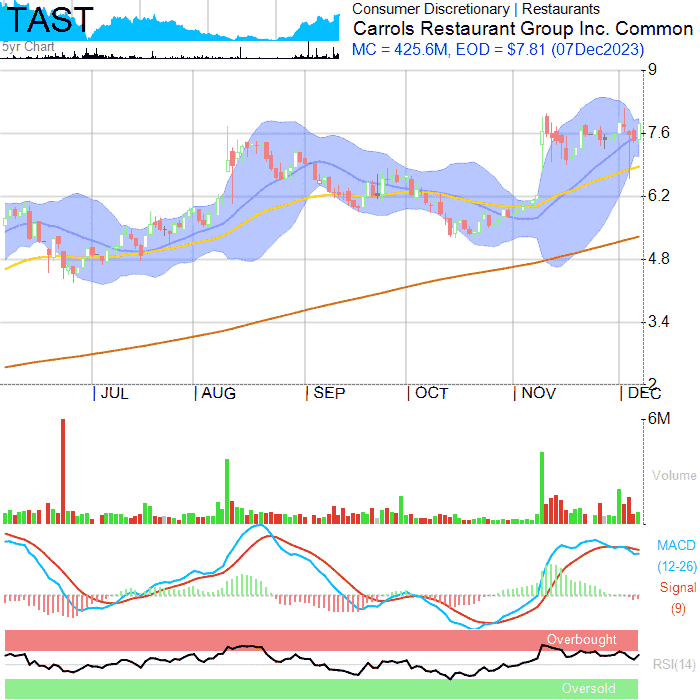 TAST
5yr Chart
Consumer Discretionary | Restaurants
Carrols Restaurant Group Inc. Common
MC = 425.6M, EOD = $7.81 (07Dec2023)
9
7.6
6.2
4.8
3.4
2
JUL AUG SEP OCT NOV DEC
6M
Volume
MACD
(12-26)
Signal
(9)
Overbought
RSI(14)
Oversold